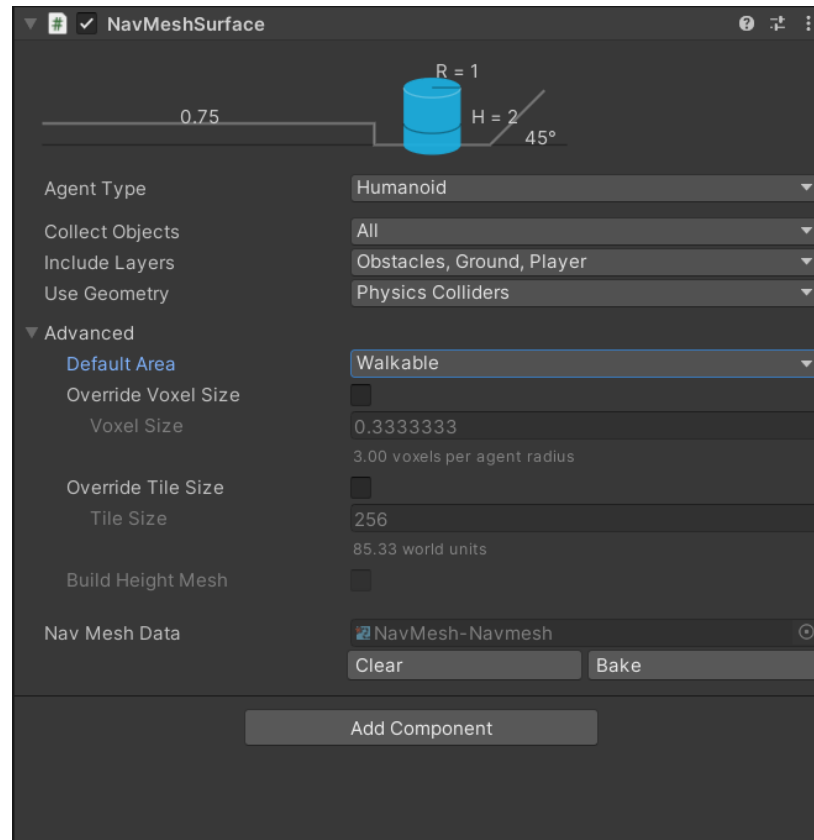 NavMeshSurface
R = 1
0.75
H = 2
45°
Agent Type Humanoid
Collect Objects All
Include Layers Obstacles, Ground, Player
Use Geometry Physics Colliders
Advanced
Default Area Walkable
Override Voxel Size
Voxel Size 0.3333333
3.00 voxels per agent radius
Override Tile Size
Tile Size 256
85.33 world units
Build Height Mesh
Nav Mesh Data NavMesh-Navmesh
Clear Bake
Add Component